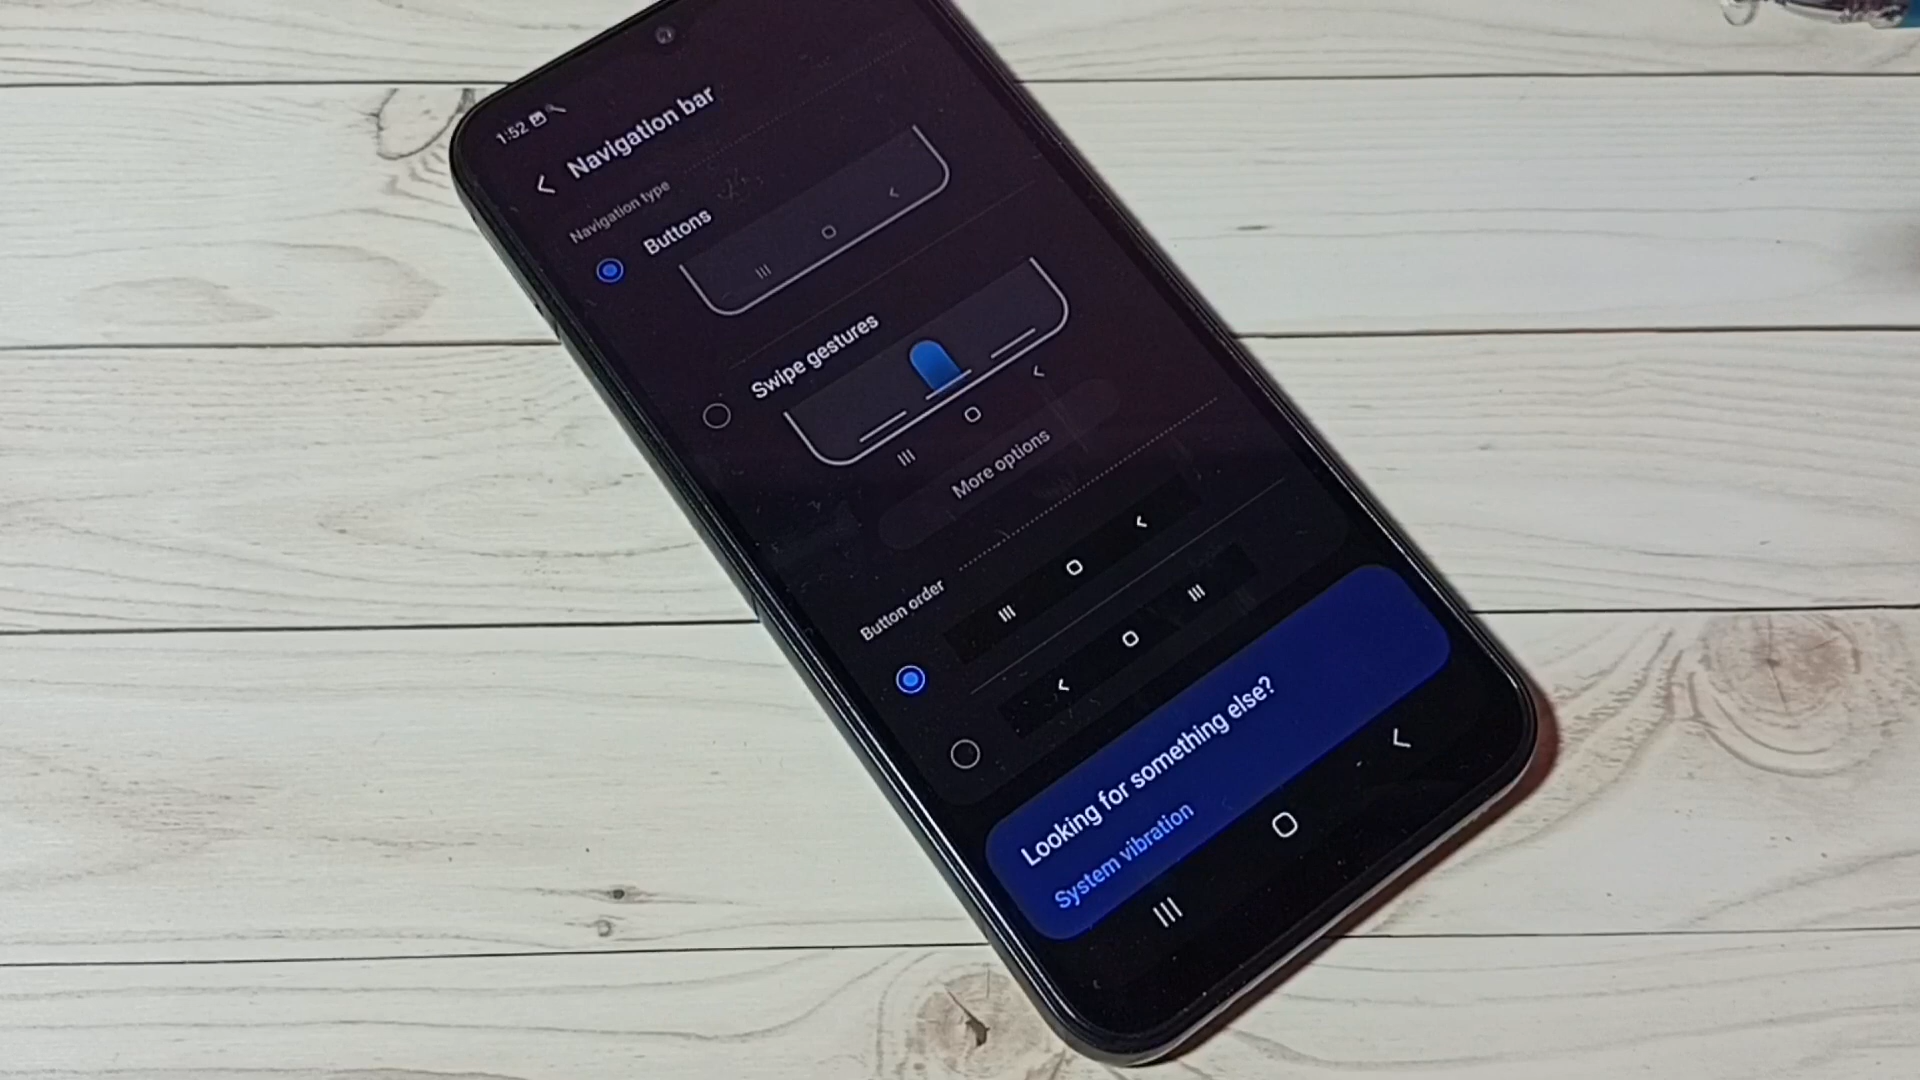 1:52
Navigation bar
Navigation type
Buttons
Swipe gestures
More options
Button order
Looking for something else?
System vibration